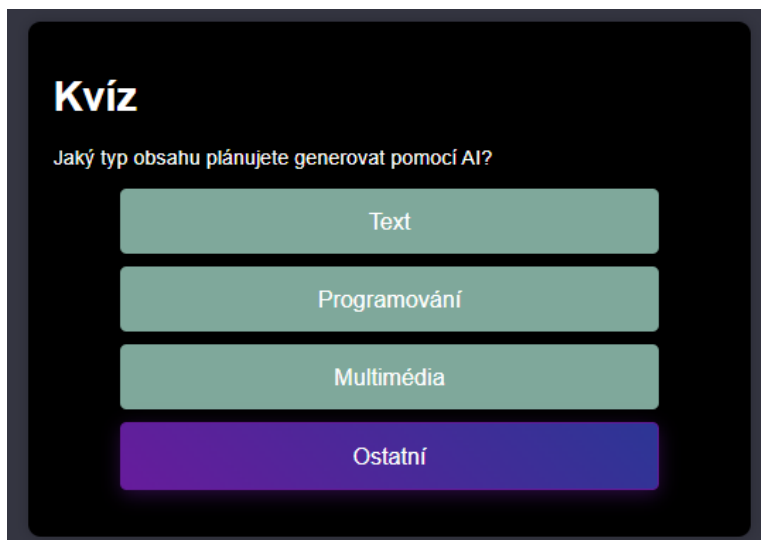 Kvíz
Jaký typ obsahu plánujete generovat pomocí AI?
Text
Programování
Multimédia
Ostatní